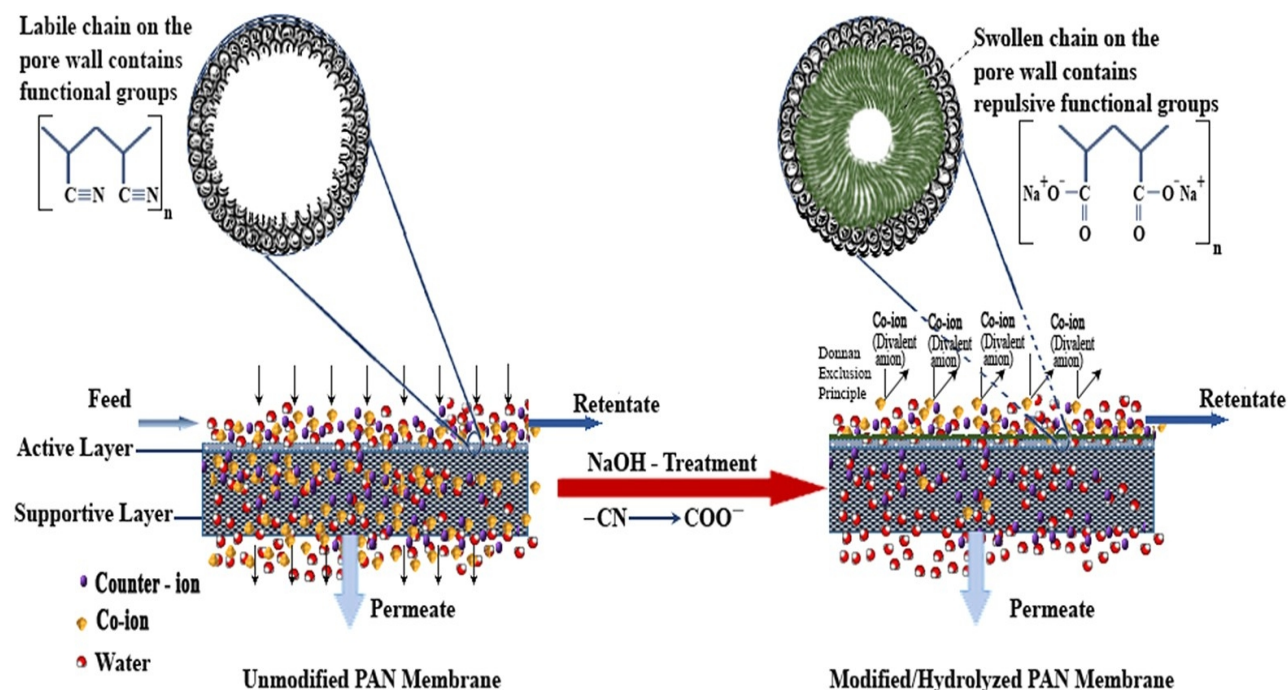 Labile chain on the
pore wall contains
functional groups
C≡N C≡N
n
Swollen chain on the
pore wall contains
repulsive functional groups
Na⁺O⁻–C C–O⁻Na⁺
O O
n
Co-ion
(Divalent
anion)
Co-ion
(Divalent
anion)
Co-ion
(Divalent
anion)
Co-ion
(Divalent
anion)
Donnan
Exclusion
Principle
Feed
Retentate
Retentate
Active Layer
NaOH - Treatment
–CN COO⁻
Supportive Layer
Counter - ion
Co-ion
Water
Permeate
Permeate
Unmodified PAN Membrane
Modified/Hydrolyzed PAN Membrane